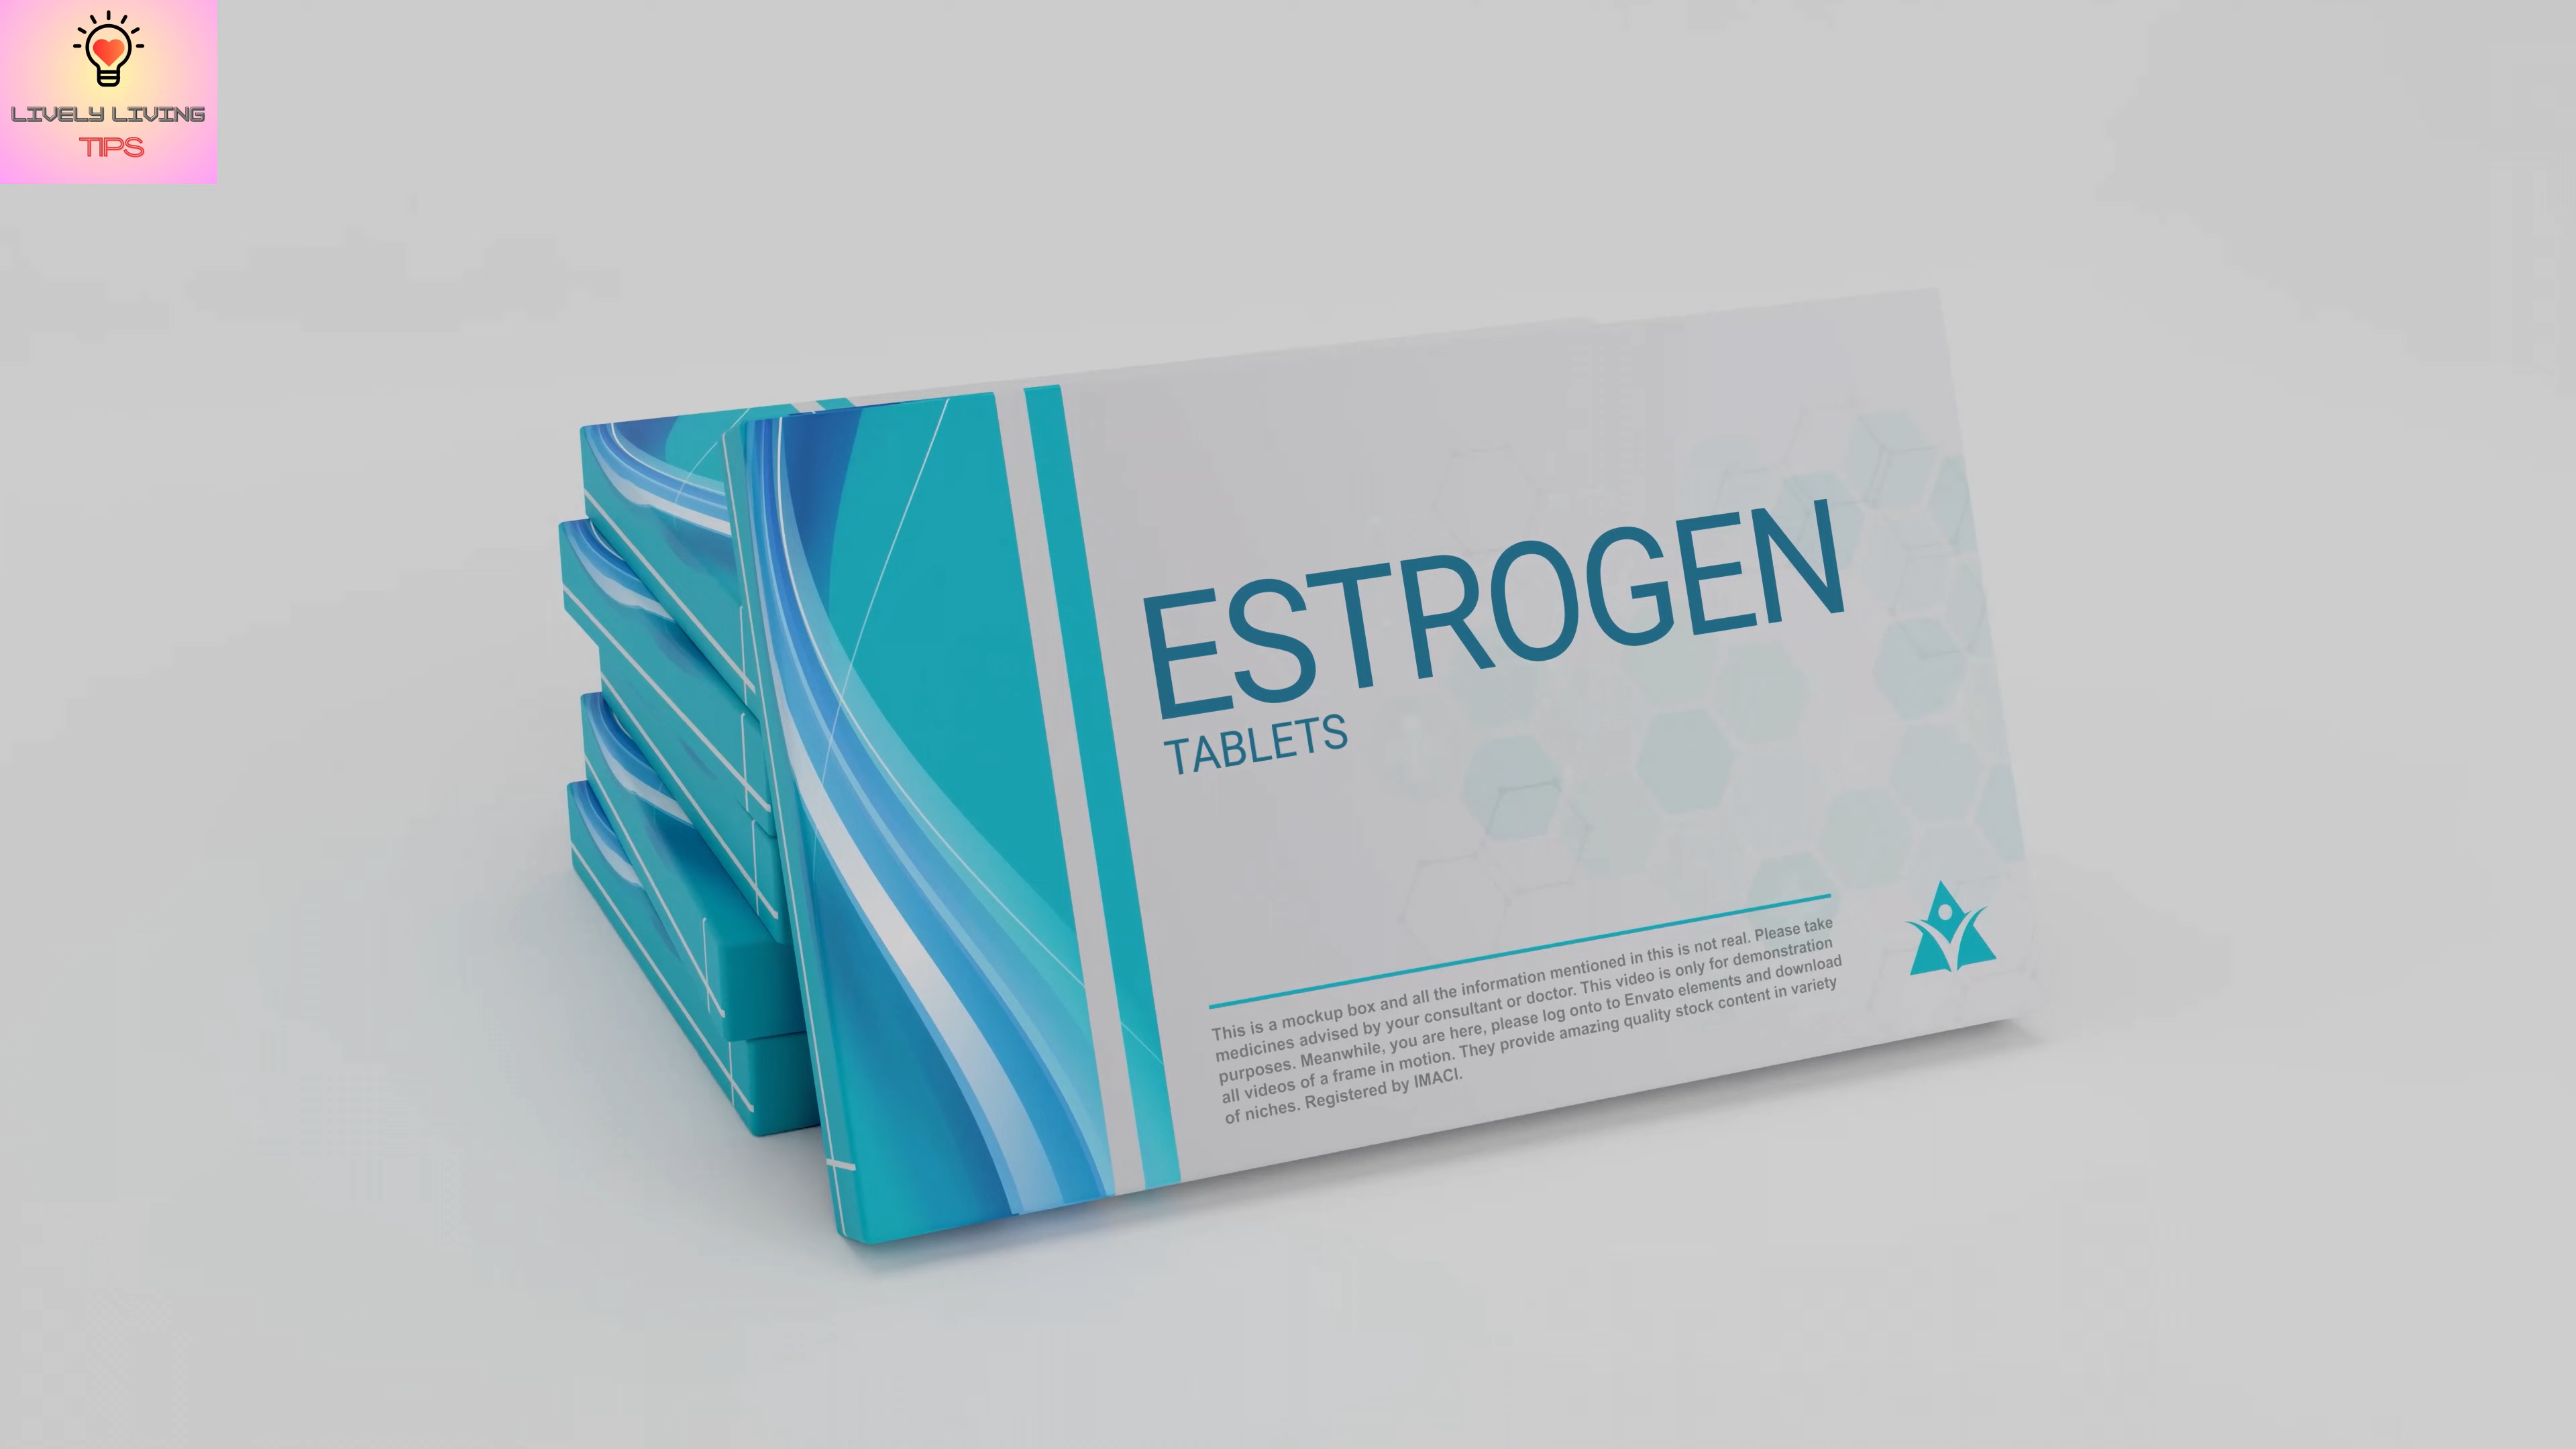 LIVELY LIVING
TIPS
ESTROGEN
TABLETS
This is a mockup box and all the information mentioned in this is not real. Please take
medicines advised by your consultant or doctor. This video is only for demonstration
purposes. Meanwhile, you are here, please log onto to Envato elements and download
all videos of a frame in motion. They provide amazing quality stock content in variety
of niches. Registered by IMACI.